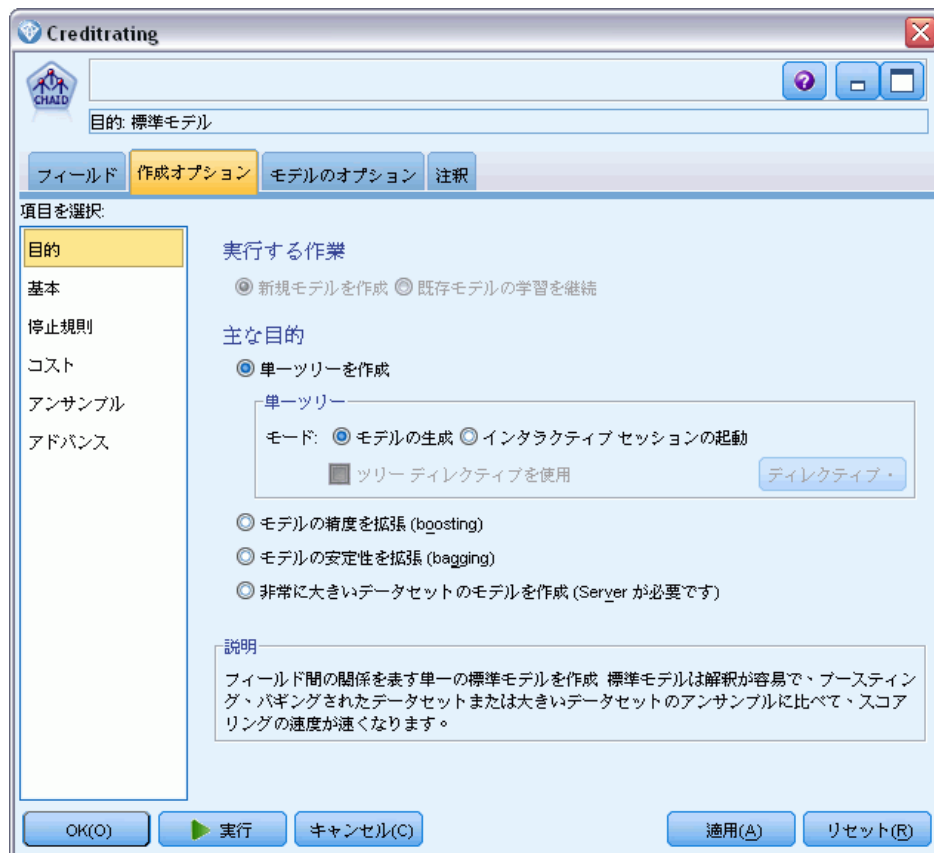 Creditrating
CHAID
目的: 標準モデル
フィールド 作成オプション モデルのオプション 注釈
項目を選択:
目的
基本
停止規則
コスト
アンサンブル
アドバンス
実行する作業
新規モデルを作成 既存モデルの学習を継続
主な目的
単一ツリーを作成
単一ツリー
モード: モデルの生成 インタラクティブ セッションの起動
ツリー ディレクティブを使用 ディレクティブ・
モデルの精度を拡張 (boosting)
モデルの安定性を拡張 (bagging)
非常に大きいデータセットのモデルを作成 (Server が必要です)
説明
フィールド間の関係を表す単一の標準モデルを作成 標準モデルは解釈が容易で、ブースティン
グ、バギングされたデータセットまたは大きいデータセットのアンサンブルに比べて、スコア
リングの速度が速くなります。
OK(O) 実行 キャンセル(C) 適用(A) リセット(R)